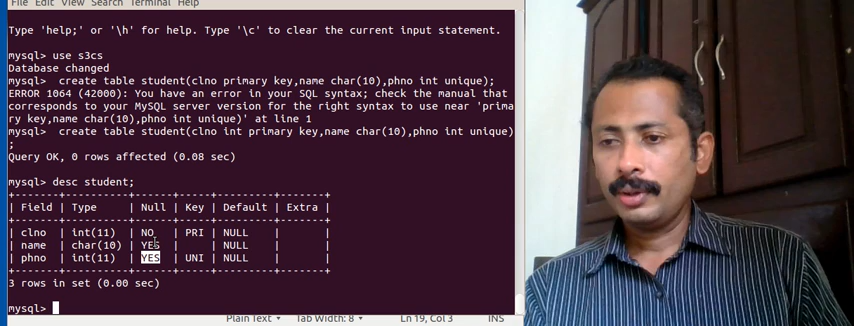 File Edit View Search Terminal Help
Type 'help;' or '\h' for help. Type '\c' to clear the current input statement.
mysql> use s3cs
Database changed
mysql>  create table student(clno primary key,name char(10),phno int unique);
ERROR 1064 (42000): You have an error in your SQL syntax; check the manual that
corresponds to your MySQL server version for the right syntax to use near 'prima
ry key,name char(10),phno int unique)' at line 1
mysql>  create table student(clno int primary key,name char(10),phno int unique)
;
Query OK, 0 rows affected (0.08 sec)
mysql> desc student;
+-------+----------+------+-----+---------+-------+
| Field | Type     | Null | Key | Default | Extra |
+-------+----------+------+-----+---------+-------+
| clno  | int(11)  | NO   | PRI | NULL    |       |
| name  | char(10) | YES  |     | NULL    |       |
| phno  | int(11)  | YES  | UNI | NULL    |       |
+-------+----------+------+-----+---------+-------+
3 rows in set (0.00 sec)
mysql>
Plain Text Tab Width: 8 Ln 19, Col 3 INS